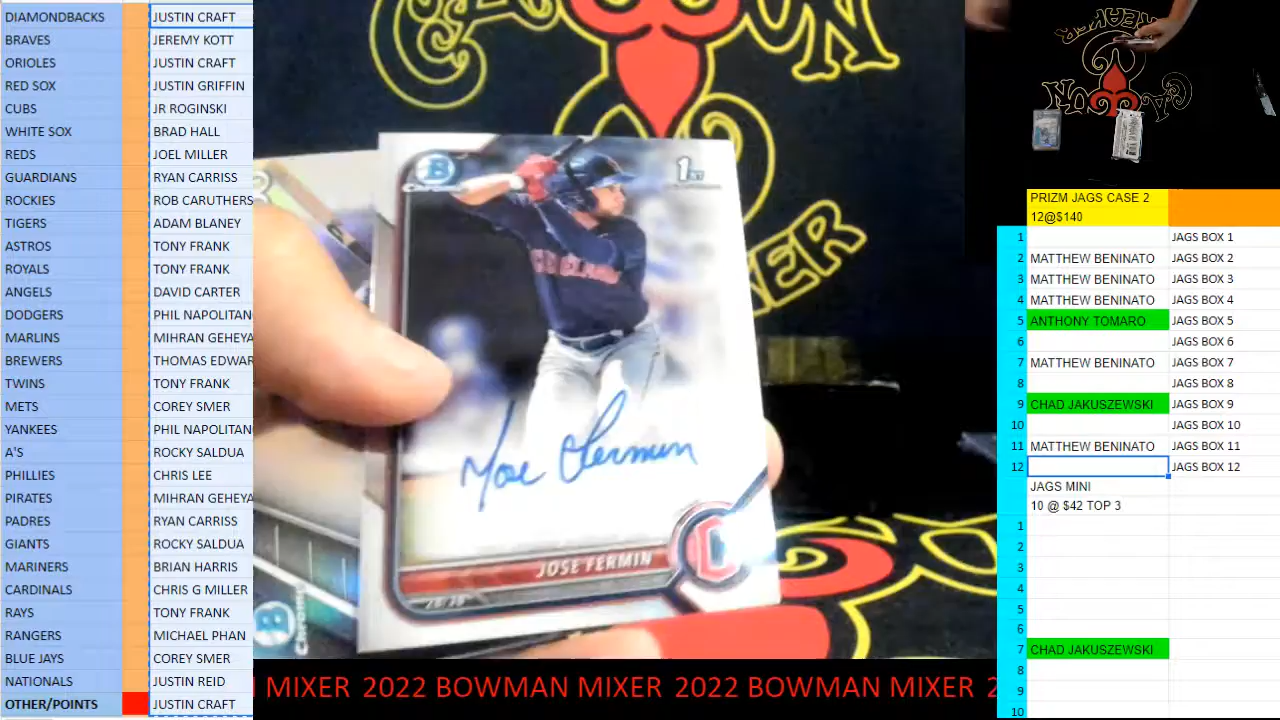 DIAMONDBACKS JUSTIN CRAFT
BRAVES JEREMY KOTT
ORIOLES JUSTIN CRAFT
RED SOX JUSTIN GRIFFIN
CUBS JR ROGINSKI
WHITE SOX BRAD HALL
REDS JOEL MILLER
GUARDIANS RYAN CARRISS
ROCKIES ROB CARUTHERS
TIGERS ADAM BLANEY
ASTROS TONY FRANK
ROYALS TONY FRANK
ANGELS DAVID CARTER
DODGERS PHIL NAPOLITAN
MARLINS MIHRAN GEHEYA
BREWERS THOMAS EDWAR
TWINS TONY FRANK
METS COREY SMER
YANKEES PHIL NAPOLITAN
A'S ROCKY SALDUA
PHILLIES CHRIS LEE
PIRATES MIHRAN GEHEYA
PADRES RYAN CARRISS
GIANTS ROCKY SALDUA
MARINERS BRIAN HARRIS
CARDINALS CHRIS G MILLER
RAYS TONY FRANK
RANGERS MICHAEL PHAN
BLUE JAYS COREY SMER
NATIONALS JUSTIN REID
OTHER/POINTS JUSTIN CRAFT
B
CHROME
1ST
Jose Fermin
JOSE FERMIN
C
MIXER 2022 BOWMAN MIXER 2022 BOWMAN MIXER 2
PRIZM JAGS CASE 2
12@$140
1 JAGS BOX 1
2 MATTHEW BENINATO JAGS BOX 2
3 MATTHEW BENINATO JAGS BOX 3
4 MATTHEW BENINATO JAGS BOX 4
5 ANTHONY TOMARO JAGS BOX 5
6 JAGS BOX 6
7 MATTHEW BENINATO JAGS BOX 7
8 JAGS BOX 8
9 CHAD JAKUSZEWSKI JAGS BOX 9
10 JAGS BOX 10
11 MATTHEW BENINATO JAGS BOX 11
12 JAGS BOX 12
JAGS MINI
10 @ $42 TOP 3
1
2
3
4
5
6
7 CHAD JAKUSZEWSKI
8
9
10